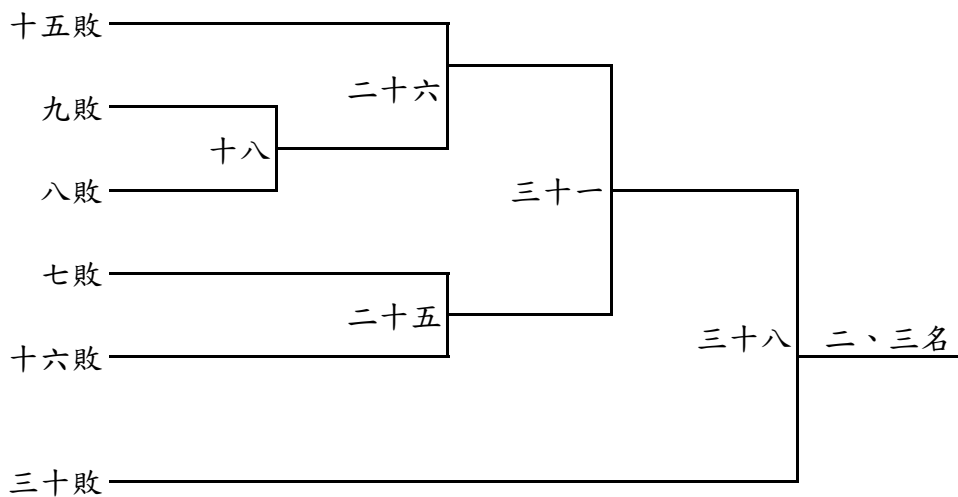 十五敗
二十六
九敗
十八
八敗
三十一
七敗
二十五
十六敗
三十八
二、三名
三十敗